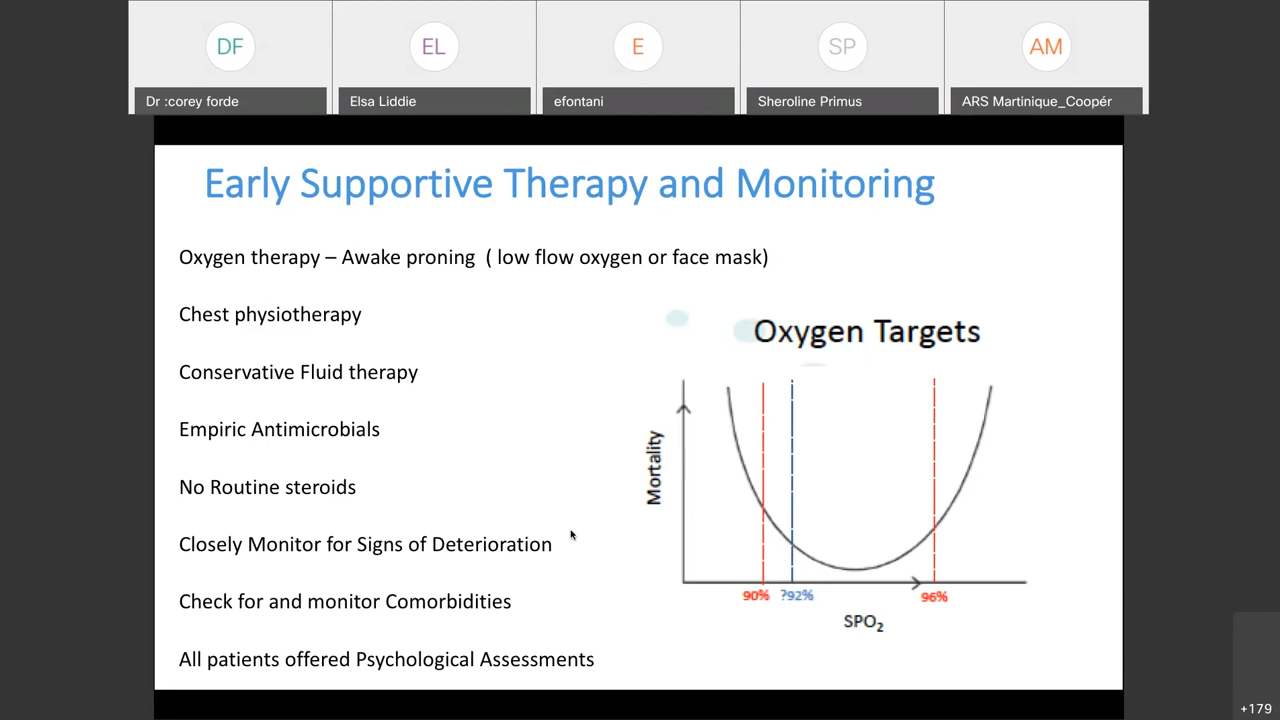 DF
EL
E
SP
AM
Dr :corey forde
Elsa Liddie
efontani
Sheroline Primus
ARS Martinique_Coopér
Early Supportive Therapy and Monitoring
Oxygen therapy – Awake proning ( low flow oxygen or face mask)
Chest physiotherapy
Conservative Fluid therapy
Empiric Antimicrobials
No Routine steroids
Closely Monitor for Signs of Deterioration
Check for and monitor Comorbidities
All patients offered Psychological Assessments
Oxygen Targets
Mortality
90% ?92% 96%
SPO₂
+179